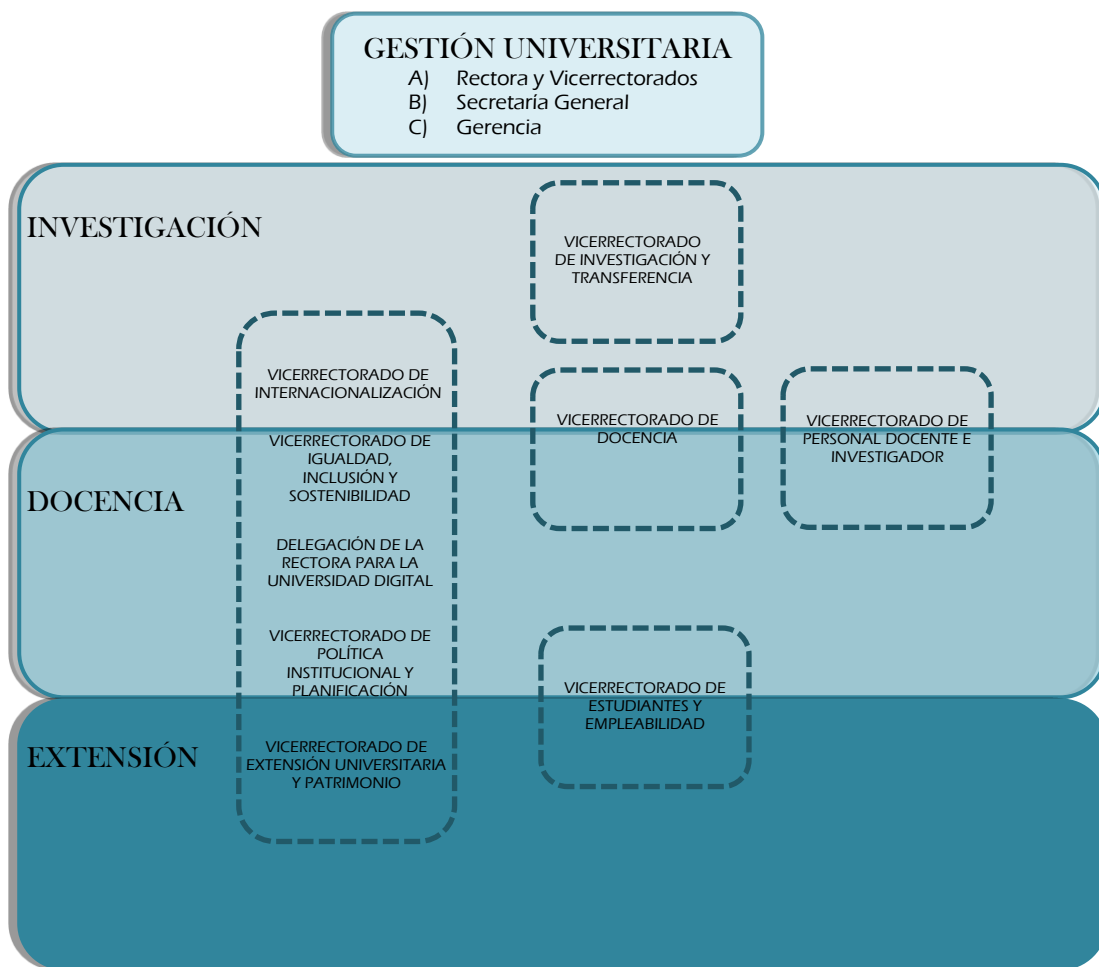 GESTIÓN UNIVERSITARIA
A) Rectora y Vicerrectorados
B) Secretaría General
C) Gerencia
INVESTIGACIÓN
VICERRECTORADO
DE INVESTIGACIÓN Y
TRANSFERENCIA
VICERRECTORADO DE
INTERNACIONALIZACIÓN
VICERRECTORADO DE
IGUALDAD,
INCLUSIÓN Y
SOSTENIBILIDAD
DELEGACIÓN DE LA
RECTORA PARA LA
UNIVERSIDAD DIGITAL
VICERRECTORADO DE
POLÍTICA
INSTITUCIONAL Y
PLANIFICACIÓN
VICERRECTORADO DE
EXTENSIÓN UNIVERSITARIA
Y PATRIMONIO
VICERRECTORADO DE
DOCENCIA
VICERRECTORADO DE
PERSONAL DOCENTE E
INVESTIGADOR
DOCENCIA
VICERRECTORADO DE
ESTUDIANTES Y
EMPLEABILIDAD
EXTENSIÓN